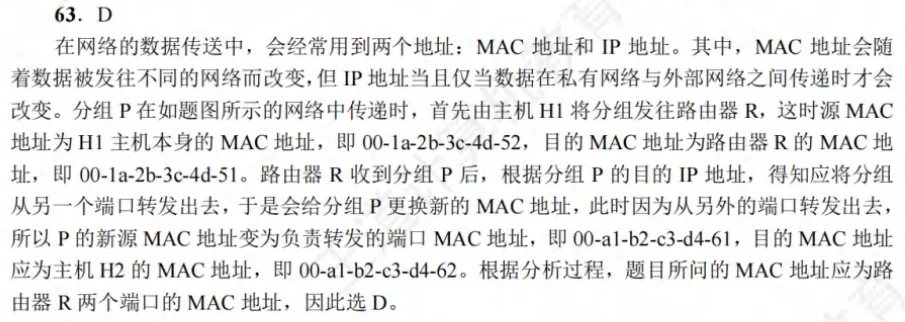 63．D
在网络的数据传送中，会经常用到两个地址：MAC 地址和 IP 地址。其中，MAC 地址会随
着数据被发往不同的网络而改变，但 IP 地址当且仅当数据在私有网络与外部网络之间传递时才会
改变。分组 P 在如题图所示的网络中传递时，首先由主机 H1 将分组发往路由器 R，这时源 MAC
地址为 H1 主机本身的 MAC 地址，即 00-1a-2b-3c-4d-52，目的 MAC 地址为路由器 R 的 MAC 地
址，即 00-1a-2b-3c-4d-51。路由器 R 收到分组 P 后，根据分组 P 的目的 IP 地址，得知应将分组
从另一个端口转发出去，于是会给分组 P 更换新的 MAC 地址，此时因为从另外的端口转发出去，
所以 P 的新源 MAC 地址变为负责转发的端口 MAC 地址，即 00-a1-b2-c3-d4-61，目的 MAC 地址
应为主机 H2 的 MAC 地址，即 00-a1-b2-c3-d4-62。根据分析过程，题目所问的 MAC 地址应为路
由器 R 两个端口的 MAC 地址，因此选 D。